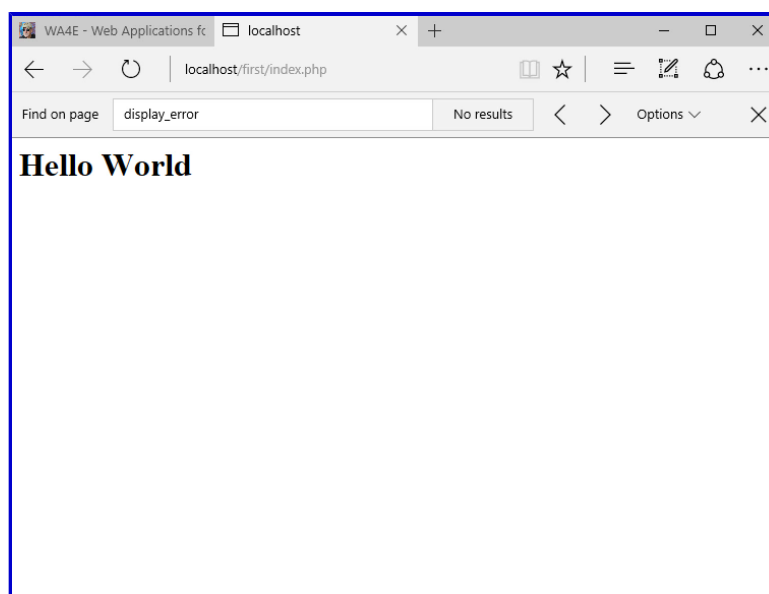 WA4E - Web Applications fc
localhost
localhost/first/index.php
Find on page
display_error
No results
Options
Hello World